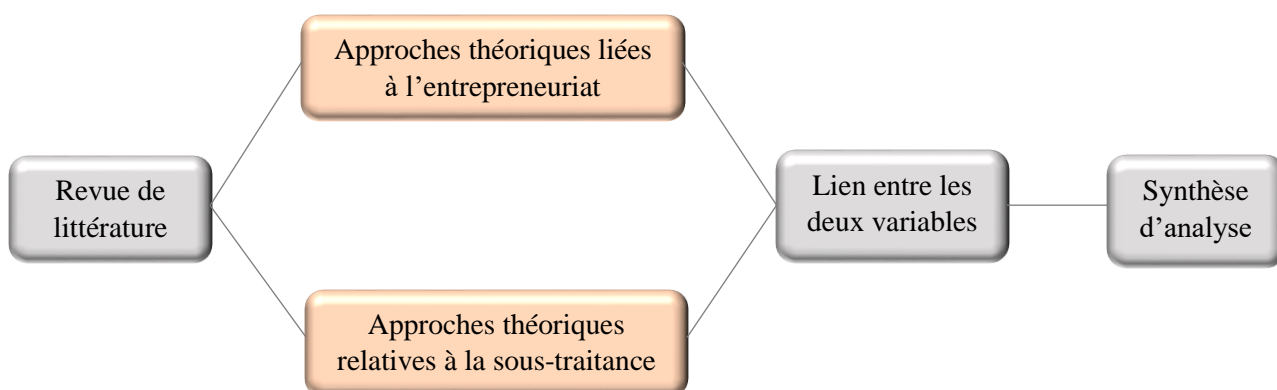 Approches théoriques liées
à l’entrepreneuriat
Revue de
littérature
Lien entre les
deux variables
Synthèse
d’analyse
Approches théoriques
relatives à la sous-traitance